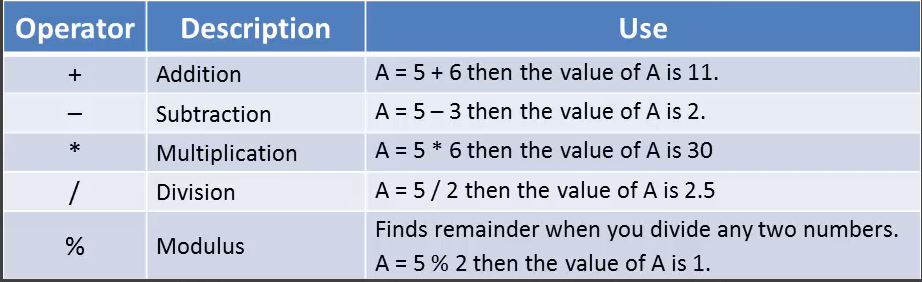 Operator Description Use
+ Addition A = 5 + 6 then the value of A is 11.
– Subtraction A = 5 – 3 then the value of A is 2.
* Multiplication A = 5 * 6 then the value of A is 30
/ Division A = 5 / 2 then the value of A is 2.5
% Modulus Finds remainder when you divide any two numbers.
A = 5 % 2 then the value of A is 1.